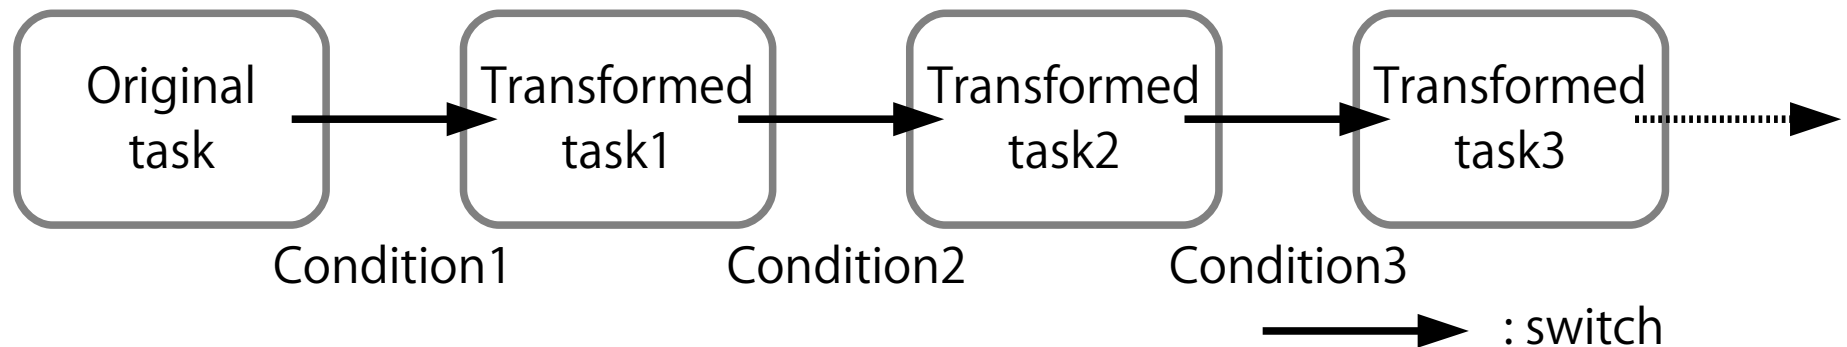 Original
task
Transformed
task1
Transformed
task2
Transformed
task3
Condition1
Condition2
Condition3
: switch